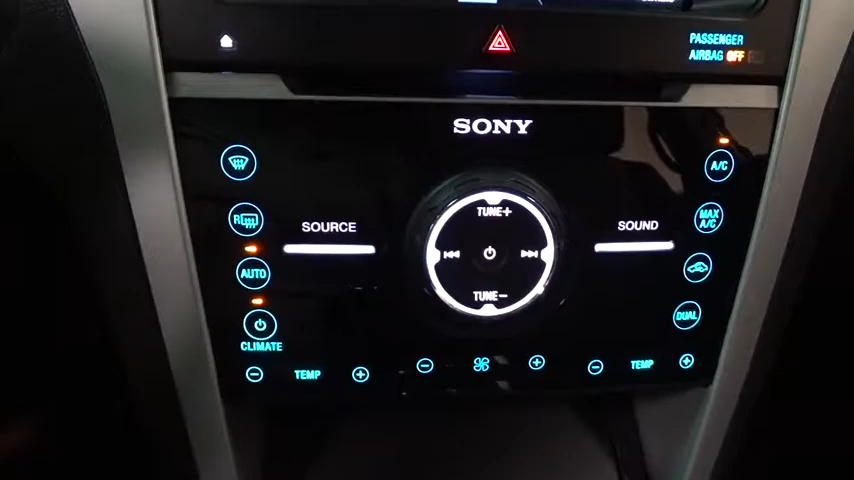 PASSENGER
AIRBAG OFF
SONY
A/C
TUNE+
R
MAX
A/C
SOURCE
SOUND
AUTO
TUNE−
DUAL
CLIMATE
TEMP
TEMP